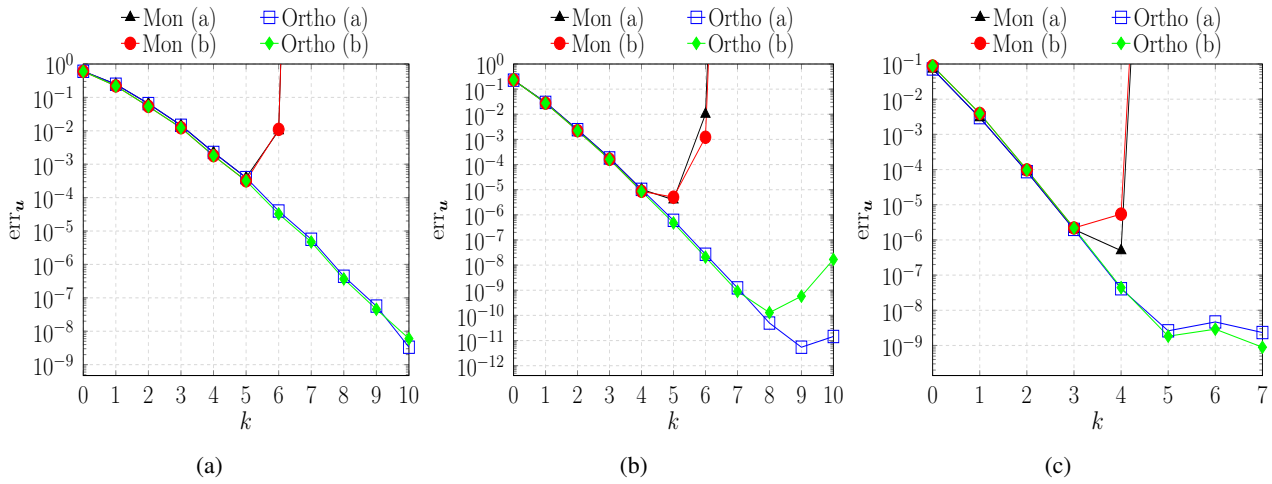 Mon (a) Ortho (a)
Mon (b) Ortho (b)
10^0
10^{-1}
10^{-2}
10^{-3}
10^{-4}
10^{-5}
10^{-6}
10^{-7}
10^{-8}
10^{-9}
err_u
0 1 2 3 4 5 6 7 8 9 10
k
(a)
Mon (a) Ortho (a)
Mon (b) Ortho (b)
10^0
10^{-1}
10^{-2}
10^{-3}
10^{-4}
10^{-5}
10^{-6}
10^{-7}
10^{-8}
10^{-9}
10^{-10}
10^{-11}
10^{-12}
err_u
0 1 2 3 4 5 6 7 8 9 10
k
(b)
Mon (a) Ortho (a)
Mon (b) Ortho (b)
10^{-1}
10^{-2}
10^{-3}
10^{-4}
10^{-5}
10^{-6}
10^{-7}
10^{-8}
10^{-9}
err_u
0 1 2 3 4 5 6 7
k
(c)